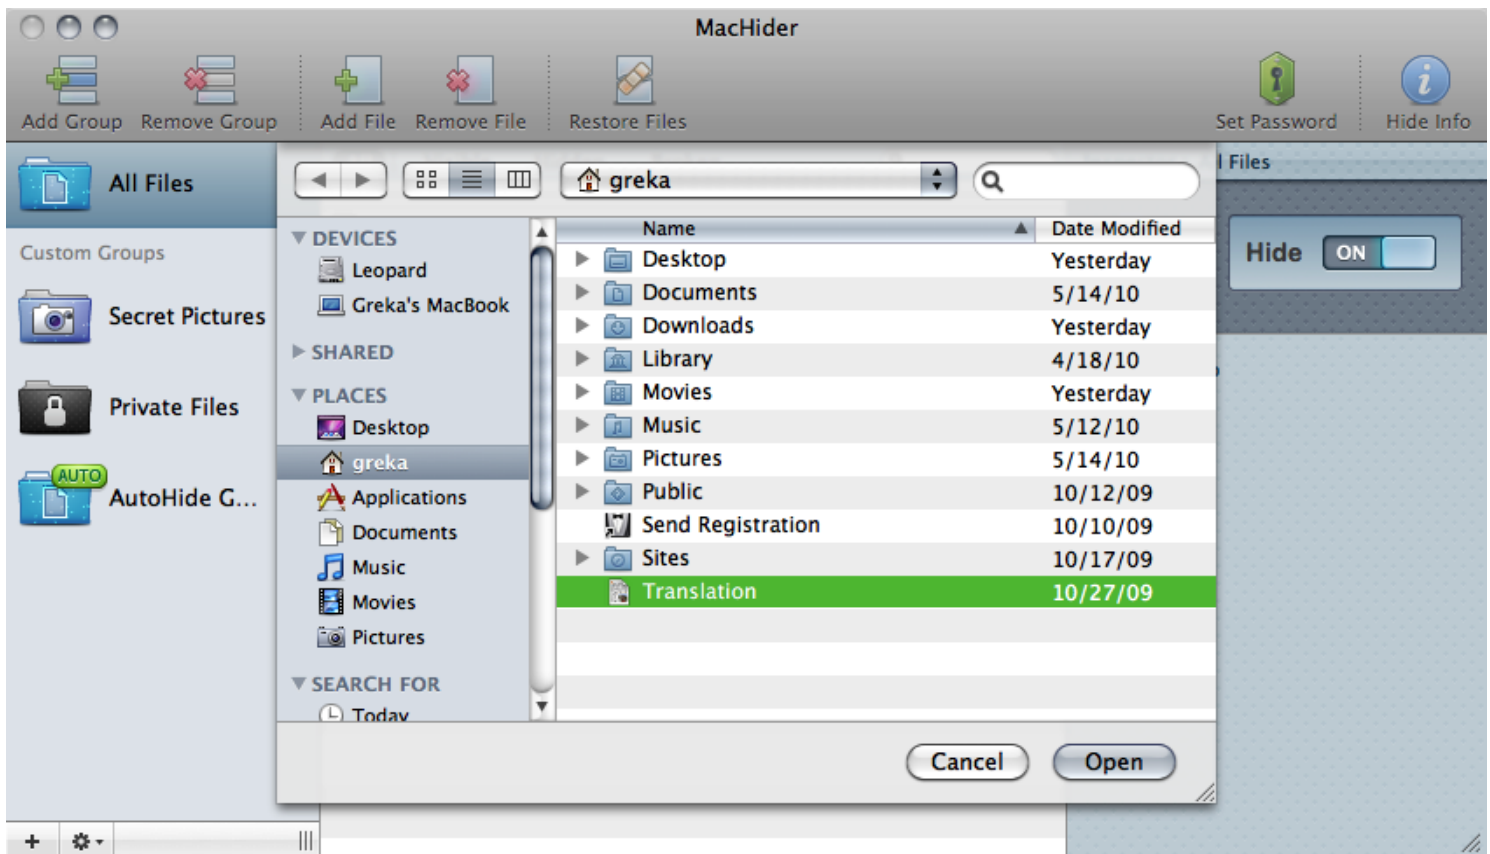 MacHider
Add Group Remove Group Add File Remove File Restore Files Set Password Hide Info
All Files
Custom Groups
Secret Pictures
Private Files
AUTO
AutoHide G...
greka
DEVICES
Leopard
Greka's MacBook
SHARED
PLACES
Desktop
greka
Applications
Documents
Music
Movies
Pictures
SEARCH FOR
Today
Name Date Modified
Desktop Yesterday
Documents 5/14/10
Downloads Yesterday
Library 4/18/10
Movies Yesterday
Music 5/12/10
Pictures 5/14/10
Public 10/12/09
Send Registration 10/10/09
Sites 10/17/09
Translation 10/27/09
Cancel Open
l Files
Hide ON